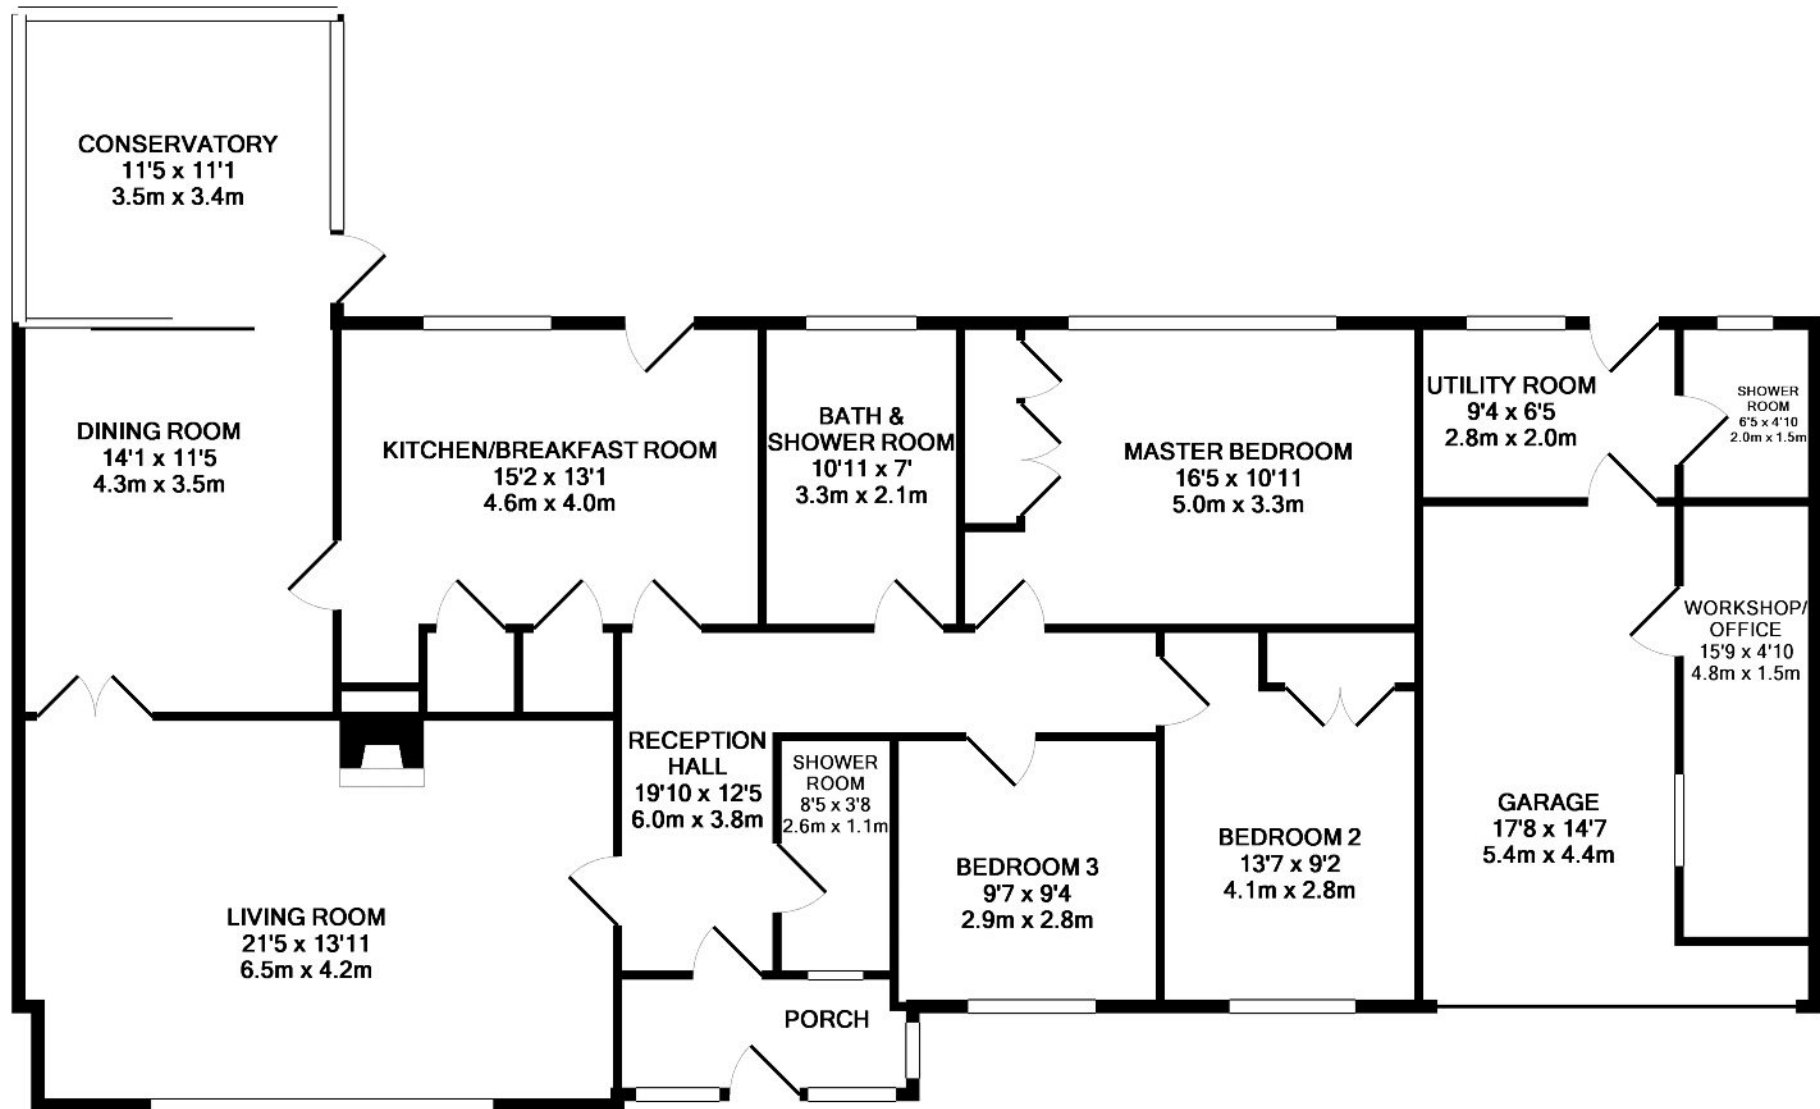 CONSERVATORY
11'5 x 11'1
3.5m x 3.4m
DINING ROOM
14'1 x 11'5
4.3m x 3.5m
KITCHEN/BREAKFAST ROOM
15'2 x 13'1
4.6m x 4.0m
BATH &
SHOWER ROOM
10'11 x 7'
3.3m x 2.1m
MASTER BEDROOM
16'5 x 10'11
5.0m x 3.3m
UTILITY ROOM
9'4 x 6'5
2.8m x 2.0m
SHOWER
ROOM
6'5 x 4'10
2.0m x 1.5m
WORKSHOP/
OFFICE
15'9 x 4'10
4.8m x 1.5m
RECEPTION
HALL
19'10 x 12'5
6.0m x 3.8m
SHOWER
ROOM
8'5 x 3'8
2.6m x 1.1m
LIVING ROOM
21'5 x 13'11
6.5m x 4.2m
BEDROOM 3
9'7 x 9'4
2.9m x 2.8m
BEDROOM 2
13'7 x 9'2
4.1m x 2.8m
GARAGE
17'8 x 14'7
5.4m x 4.4m
PORCH